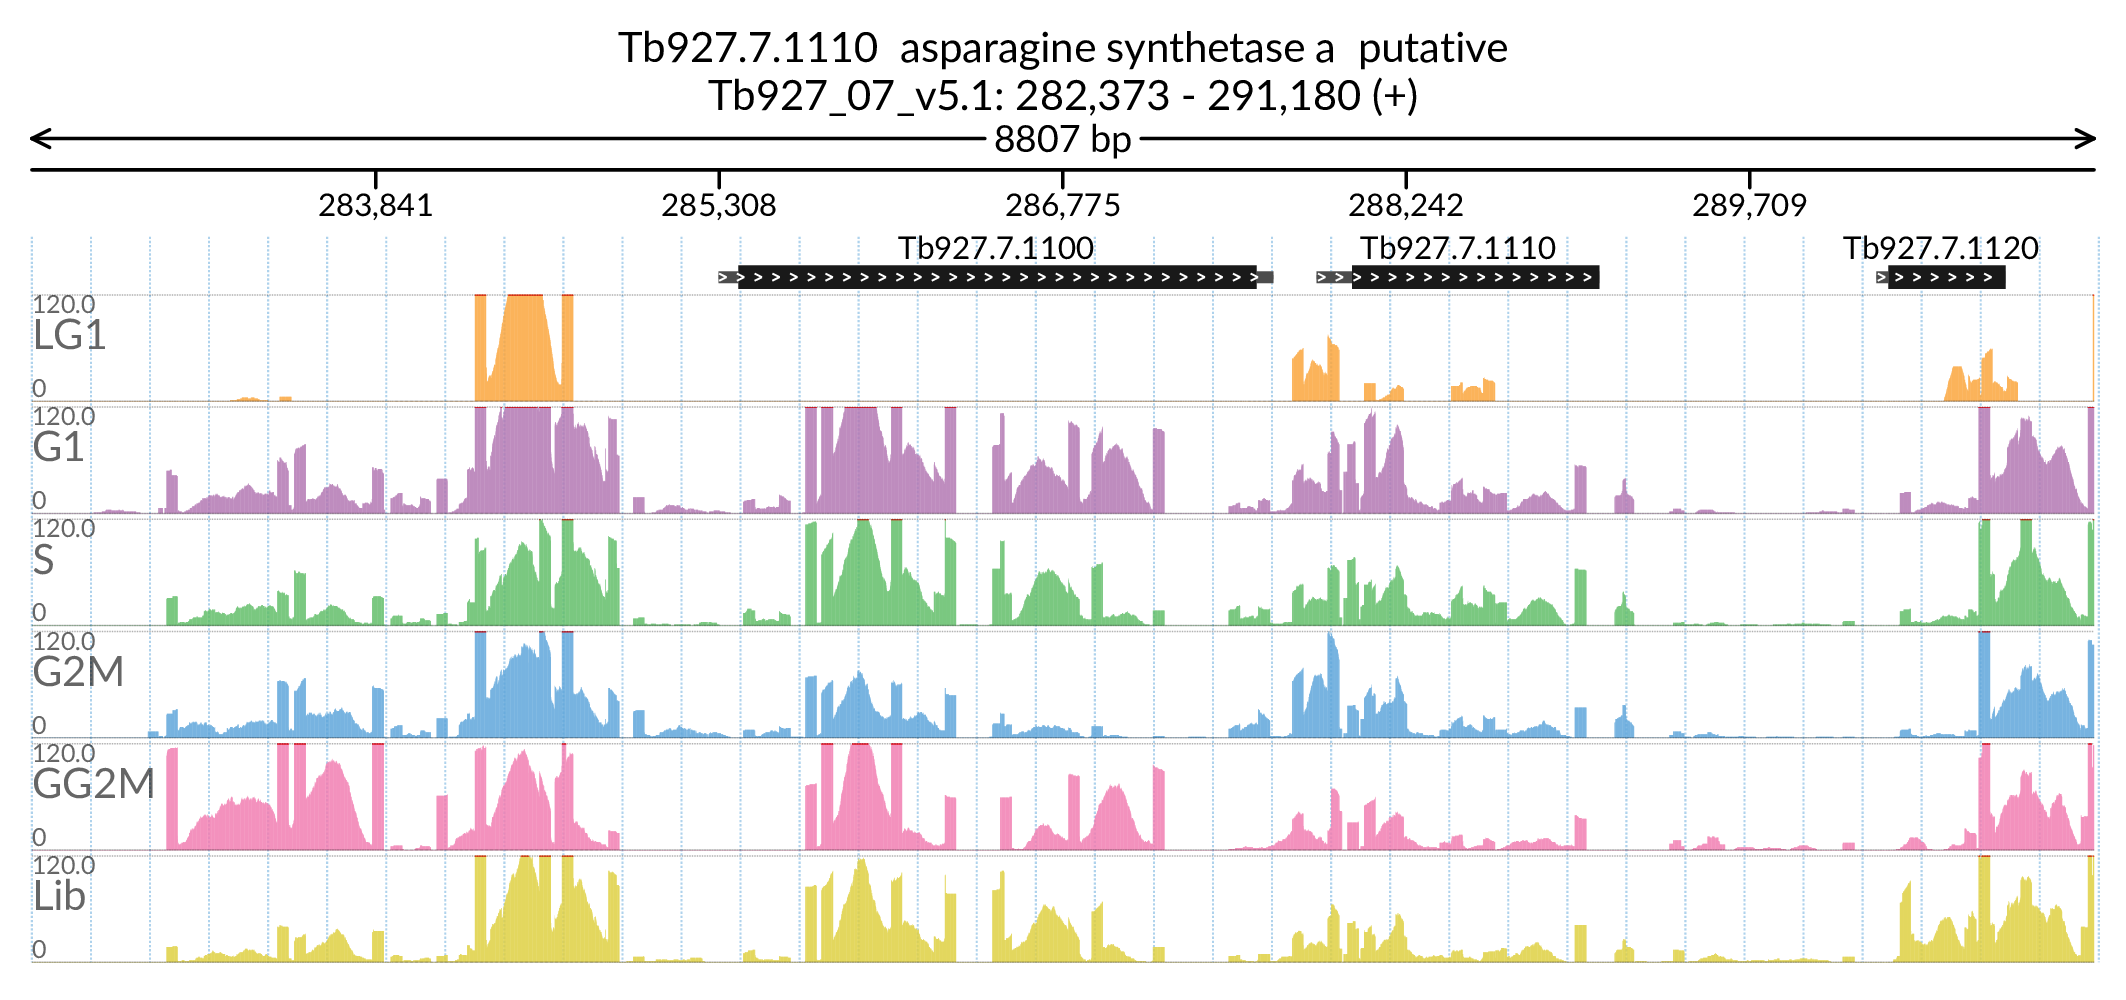 Tb927.7.1110 asparagine synthetase a putative
Tb927_07_v5.1: 282,373 - 291,180 (+)
8807 bp
283,841 285,308 286,775 288,242 289,709
Tb927.7.1100 Tb927.7.1110 Tb927.7.1120
120.0
LG1
0
120.0
G1
0
120.0
S
0
120.0
G2M
0
120.0
GG2M
0
120.0
Lib
0